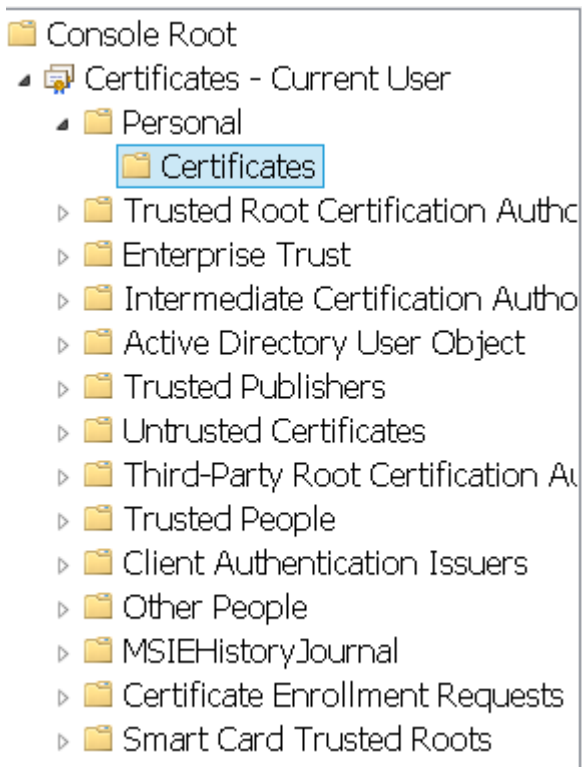 Console Root
Certificates - Current User
Personal
Certificates
Trusted Root Certification Autho
Enterprise Trust
Intermediate Certification Autho
Active Directory User Object
Trusted Publishers
Untrusted Certificates
Third-Party Root Certification Au
Trusted People
Client Authentication Issuers
Other People
MSIEHistoryJournal
Certificate Enrollment Requests
Smart Card Trusted Roots